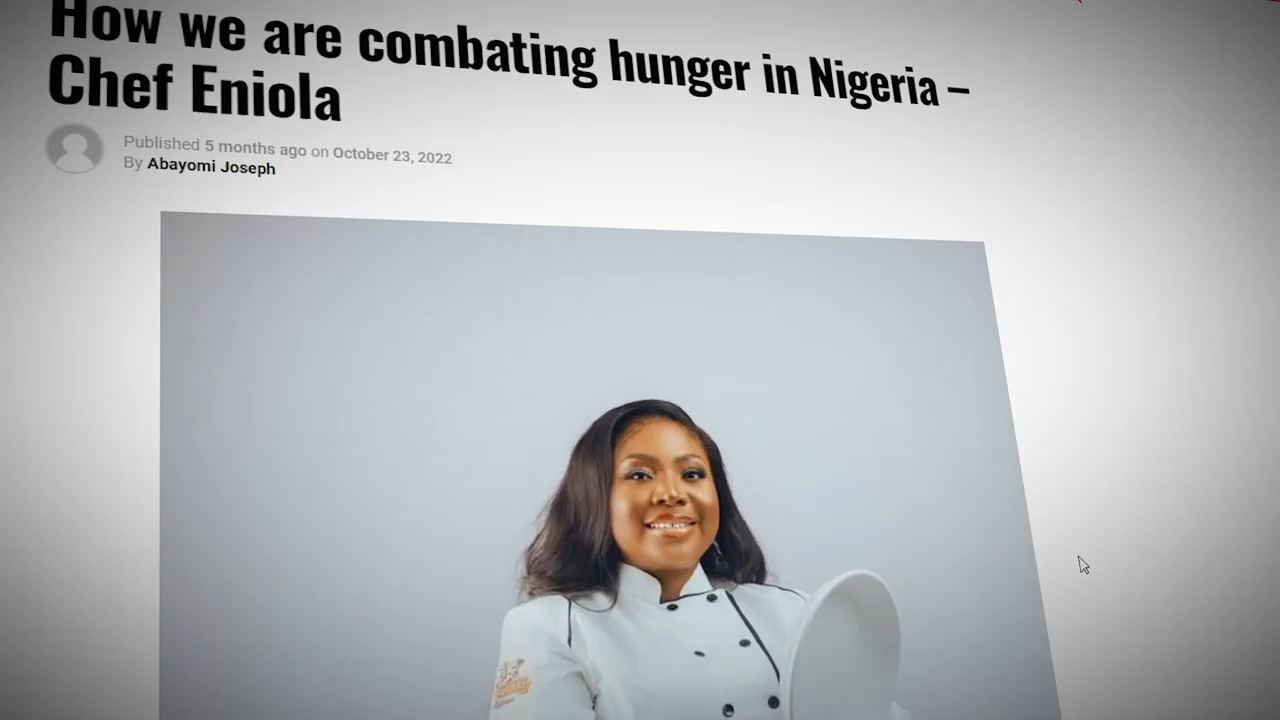 How we are combating hunger in Nigeria –
Chef Eniola
Published 5 months ago on October 23, 2022
By Abayomi Joseph